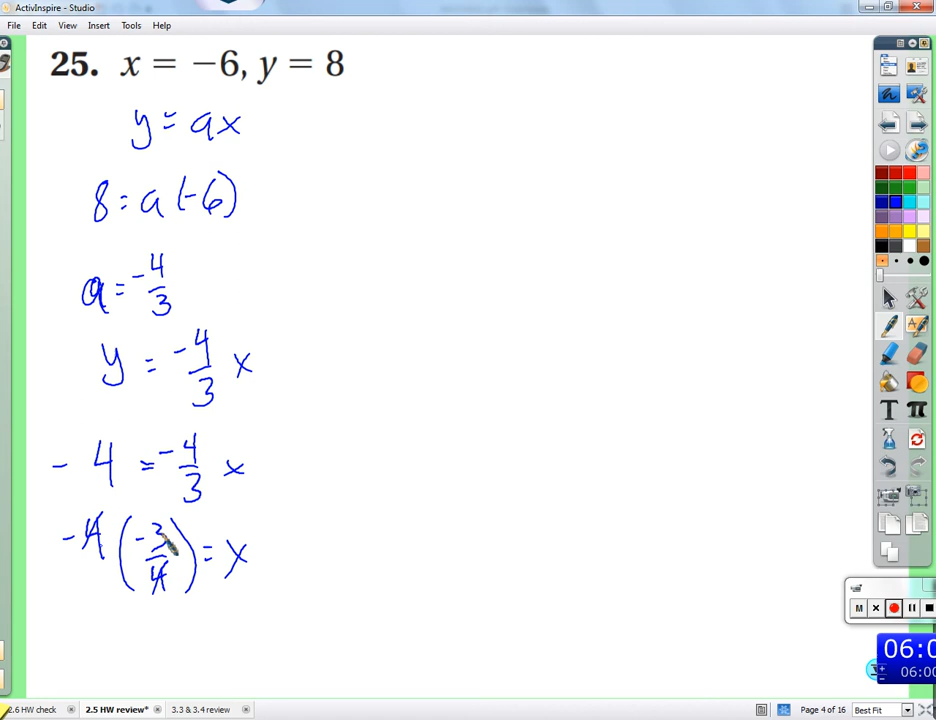 ActivInspire - Studio
File Edit View Insert Tools Help
25. x = −6, y = 8
y = ax
8 = a (-6)
a = -4/3
y = -4/3 x
-4 = -4/3 x
-4 (-3/4) = x
M
06:0
06:00
2.6 HW check 2.5 HW review* 3.3 & 3.4 review
Page 4 of 16 Best Fit